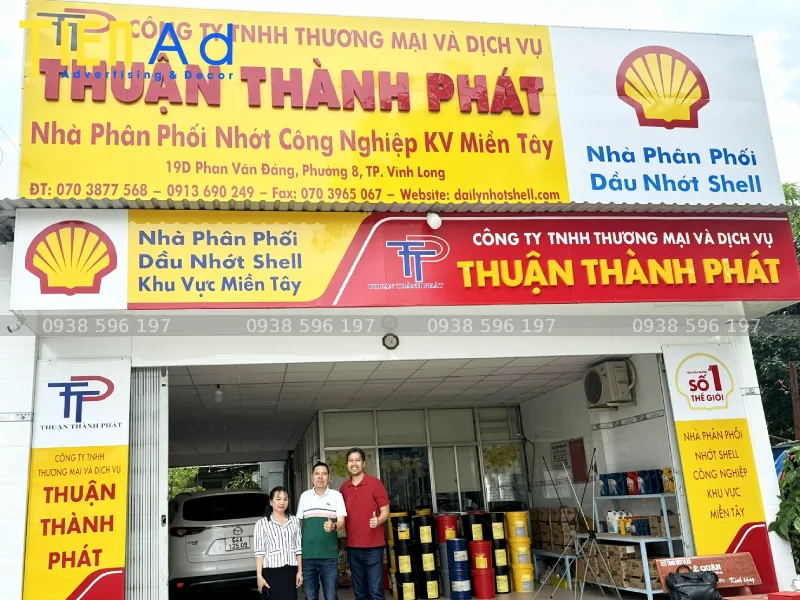 TIEN Ad
Advertising & Decor
CÔNG TY TNHH THƯƠNG MẠI VÀ DỊCH VỤ
THUẬN THÀNH PHÁT
Nhà Phân Phối Nhớt Công Nghiệp KV Miền Tây
19D Phan Văn Đáng, Phường 8, TP. Vĩnh Long
ĐT: 070 3877 568 – 0913 690 249 – Fax: 070 3965 067 – Website: dailynhotshell.com
Nhà Phân Phối
Dầu Nhớt Shell
Nhà Phân Phối
Dầu Nhớt Shell
Khu Vực Miền Tây
TTP
THUẬN THÀNH PHÁT
CÔNG TY TNHH THƯƠNG MẠI VÀ DỊCH VỤ
THUẬN THÀNH PHÁT
0938 596 197 0938 596 197 0938 596 197 0938 596 197
TTP
THUẬN THÀNH PHÁT
CÔNG TY TNHH
THƯƠNG MẠI VÀ DỊCH VỤ
THUẬN
THÀNH
PHÁT
SỐ 1
THẾ GIỚI
NHÀ PHÂN PHỐI
NHỚT SHELL
CÔNG NGHIỆP
KHU VỰC
MIỀN TÂY
64A
125.09